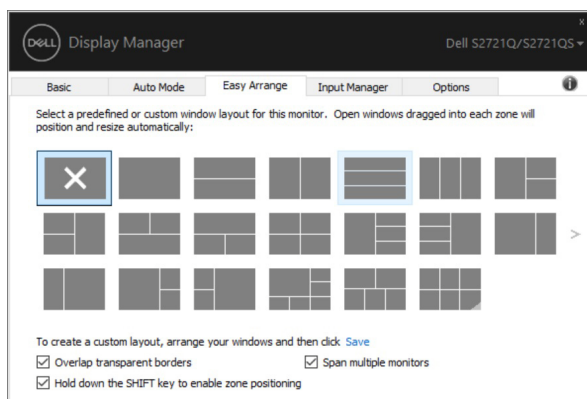 x
DELL Display Manager
Dell S2721Q/S2721QS
Basic Auto Mode Easy Arrange Input Manager Options
Select a predefined or custom window layout for this monitor. Open windows dragged into each zone will
position and resize automatically:
To create a custom layout, arrange your windows and then click Save
Overlap transparent borders Span multiple monitors
Hold down the SHIFT key to enable zone positioning